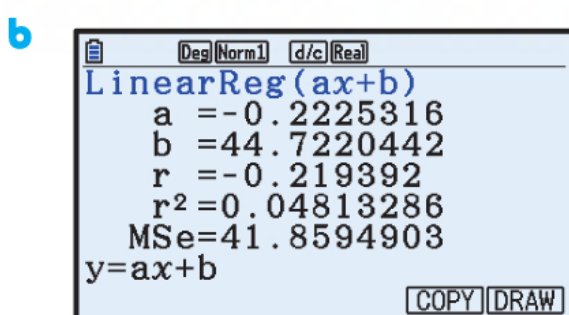 b
Deg Norm1 d/c Real
LinearReg(ax+b)
a =-0.2225316
b =44.7220442
r =-0.219392
r²=0.04813286
MSe=41.8594903
y=ax+b
COPY DRAW